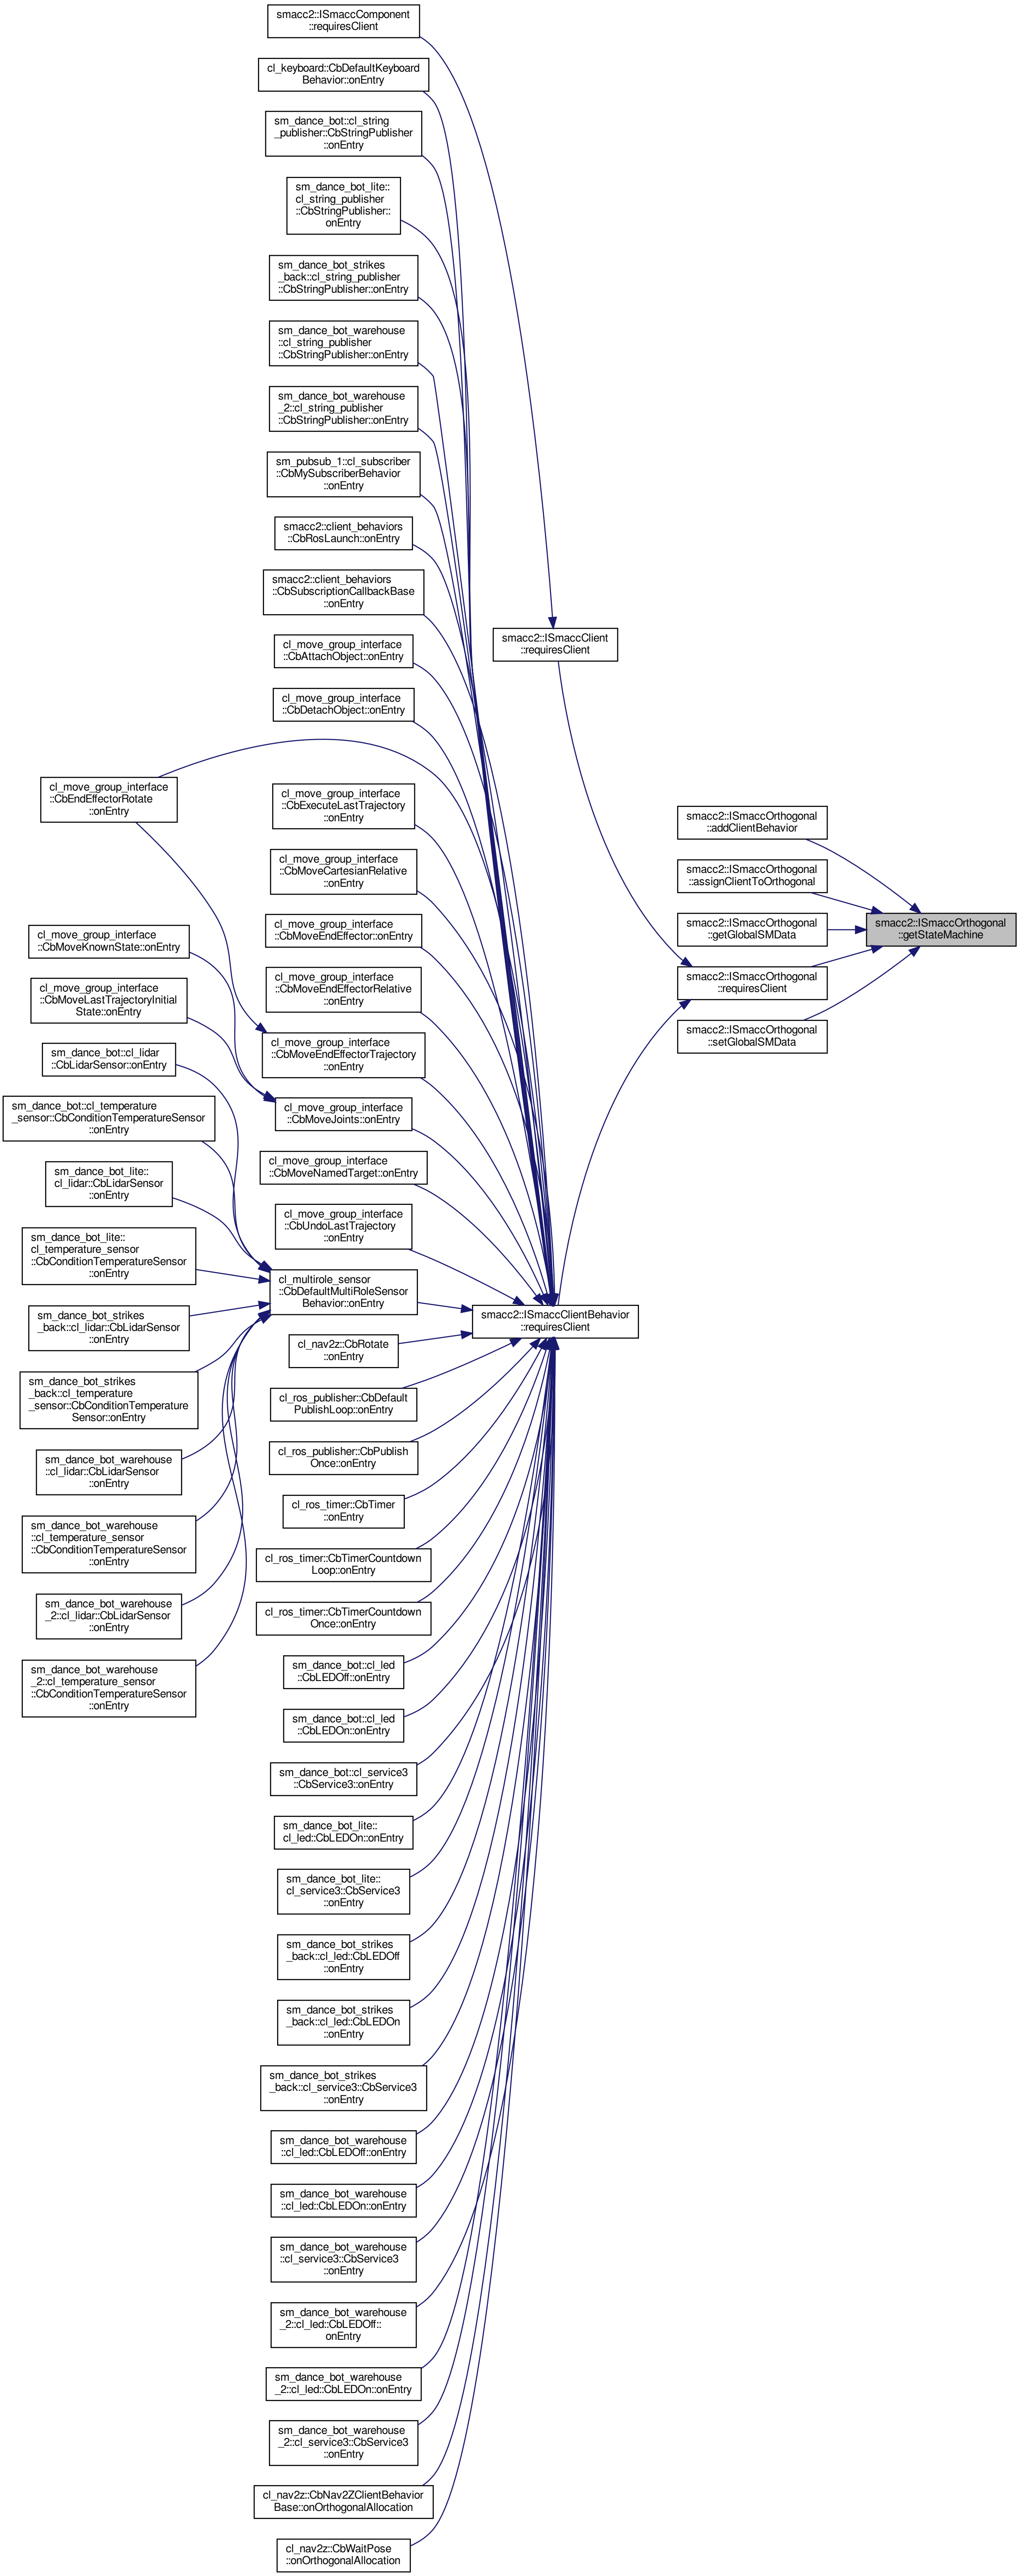 smacc2::ISmaccComponent
::requiresClient
cl_keyboard::CbDefaultKeyboard
Behavior::onEntry
sm_dance_bot::cl_string
_publisher::CbStringPublisher
::onEntry
sm_dance_bot_lite::
cl_string_publisher
::CbStringPublisher::
onEntry
sm_dance_bot_strikes
_back::cl_string_publisher
::CbStringPublisher::onEntry
sm_dance_bot_warehouse
::cl_string_publisher
::CbStringPublisher::onEntry
sm_dance_bot_warehouse
_2::cl_string_publisher
::CbStringPublisher::onEntry
sm_pubsub_1::cl_subscriber
::CbMySubscriberBehavior
::onEntry
smacc2::client_behaviors
::CbRosLaunch::onEntry
smacc2::client_behaviors
::CbSubscriptionCallbackBase
::onEntry
cl_move_group_interface
::CbAttachObject::onEntry
cl_move_group_interface
::CbDetachObject::onEntry
cl_move_group_interface
::CbExecuteLastTrajectory
::onEntry
cl_move_group_interface
::CbMoveCartesianRelative
::onEntry
cl_move_group_interface
::CbMoveEndEffector::onEntry
cl_move_group_interface
::CbMoveEndEffectorRelative
::onEntry
cl_move_group_interface
::CbMoveEndEffectorTrajectory
::onEntry
cl_move_group_interface
::CbMoveJoints::onEntry
cl_move_group_interface
::CbMoveNamedTarget::onEntry
cl_move_group_interface
::CbUndoLastTrajectory
::onEntry
cl_multirole_sensor
::CbDefaultMultiRoleSensor
Behavior::onEntry
cl_nav2z::CbRotate
::onEntry
cl_ros_publisher::CbDefault
PublishLoop::onEntry
cl_ros_publisher::CbPublish
Once::onEntry
cl_ros_timer::CbTimer
::onEntry
cl_ros_timer::CbTimerCountdown
Loop::onEntry
cl_ros_timer::CbTimerCountdown
Once::onEntry
sm_dance_bot::cl_led
::CbLEDOff::onEntry
sm_dance_bot::cl_led
::CbLEDOn::onEntry
sm_dance_bot::cl_service3
::CbService3::onEntry
sm_dance_bot_lite::
cl_led::CbLEDOn::onEntry
sm_dance_bot_lite::
cl_service3::CbService3
::onEntry
sm_dance_bot_strikes
_back::cl_led::CbLEDOff
::onEntry
sm_dance_bot_strikes
_back::cl_led::CbLEDOn
::onEntry
sm_dance_bot_strikes
_back::cl_service3::CbService3
::onEntry
sm_dance_bot_warehouse
::cl_led::CbLEDOff::onEntry
sm_dance_bot_warehouse
::cl_led::CbLEDOn::onEntry
sm_dance_bot_warehouse
::cl_service3::CbService3
::onEntry
sm_dance_bot_warehouse
_2::cl_led::CbLEDOff::
onEntry
sm_dance_bot_warehouse
_2::cl_led::CbLEDOn::onEntry
sm_dance_bot_warehouse
_2::cl_service3::CbService3
::onEntry
cl_nav2z::CbNav2ZClientBehavior
Base::onOrthogonalAllocation
cl_nav2z::CbWaitPose
::onOrthogonalAllocation
cl_move_group_interface
::CbEndEffectorRotate
::onEntry
cl_move_group_interface
::CbMoveKnownState::onEntry
cl_move_group_interface
::CbMoveLastTrajectoryInitial
State::onEntry
sm_dance_bot::cl_lidar
::CbLidarSensor::onEntry
sm_dance_bot::cl_temperature
_sensor::CbConditionTemperatureSensor
::onEntry
sm_dance_bot_lite::
cl_lidar::CbLidarSensor
::onEntry
sm_dance_bot_lite::
cl_temperature_sensor
::CbConditionTemperatureSensor
::onEntry
sm_dance_bot_strikes
_back::cl_lidar::CbLidarSensor
::onEntry
sm_dance_bot_strikes
_back::cl_temperature
_sensor::CbConditionTemperature
Sensor::onEntry
sm_dance_bot_warehouse
::cl_lidar::CbLidarSensor
::onEntry
sm_dance_bot_warehouse
::cl_temperature_sensor
::CbConditionTemperatureSensor
::onEntry
sm_dance_bot_warehouse
_2::cl_lidar::CbLidarSensor
::onEntry
sm_dance_bot_warehouse
_2::cl_temperature_sensor
::CbConditionTemperatureSensor
::onEntry
smacc2::ISmaccClient
::requiresClient
smacc2::ISmaccClientBehavior
::requiresClient
smacc2::ISmaccOrthogonal
::addClientBehavior
smacc2::ISmaccOrthogonal
::assignClientToOrthogonal
smacc2::ISmaccOrthogonal
::getGlobalSMData
smacc2::ISmaccOrthogonal
::requiresClient
smacc2::ISmaccOrthogonal
::setGlobalSMData
smacc2::ISmaccOrthogonal
::getStateMachine